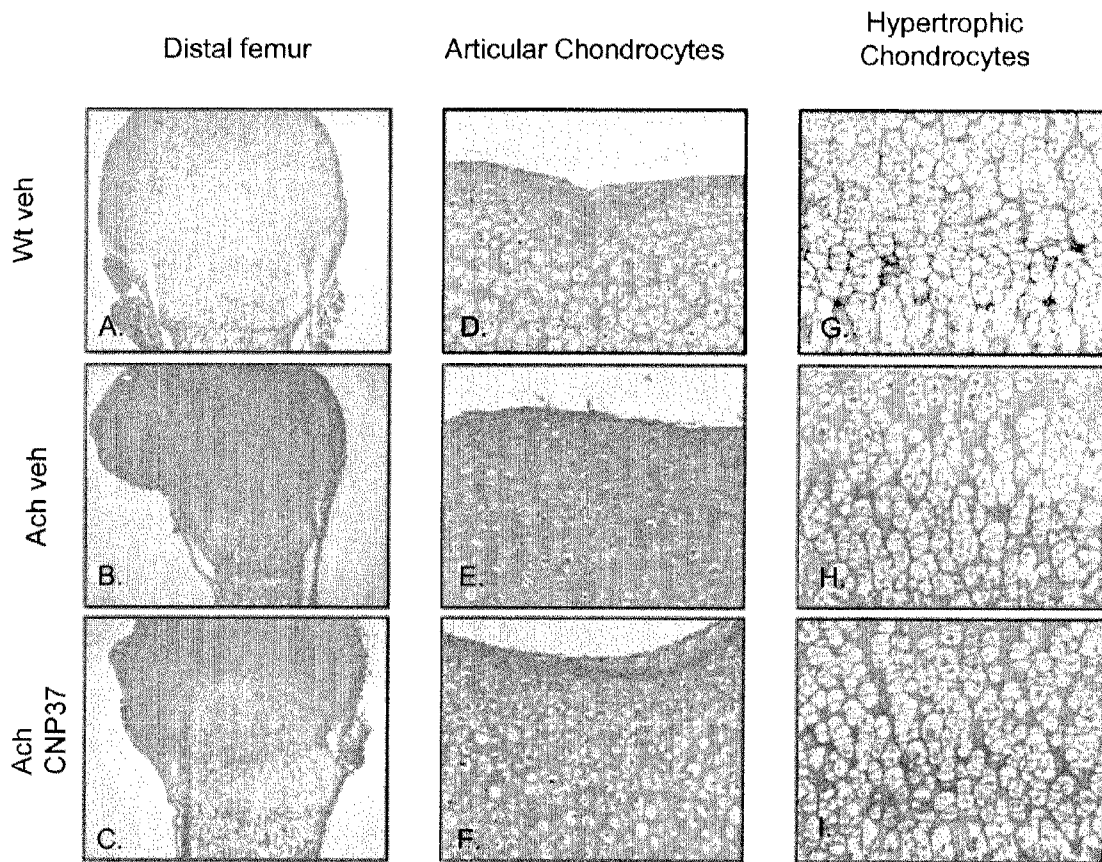 Distal femur
Articular Chondrocytes
Hypertrophic
Chondrocytes
Wt veh
A.
D.
G.
Ach veh
B.
E.
H.
Ach
CNP37
C.
F.
I.